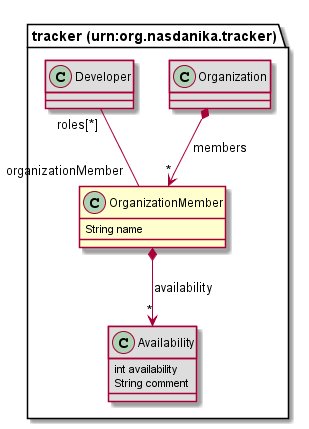 tracker (urn:org.nasdanika.tracker)
C Developer
C Organization
roles[*]
members
organizationMember
*
C OrganizationMember
String name
availability
*
C Availability
int availability
String comment